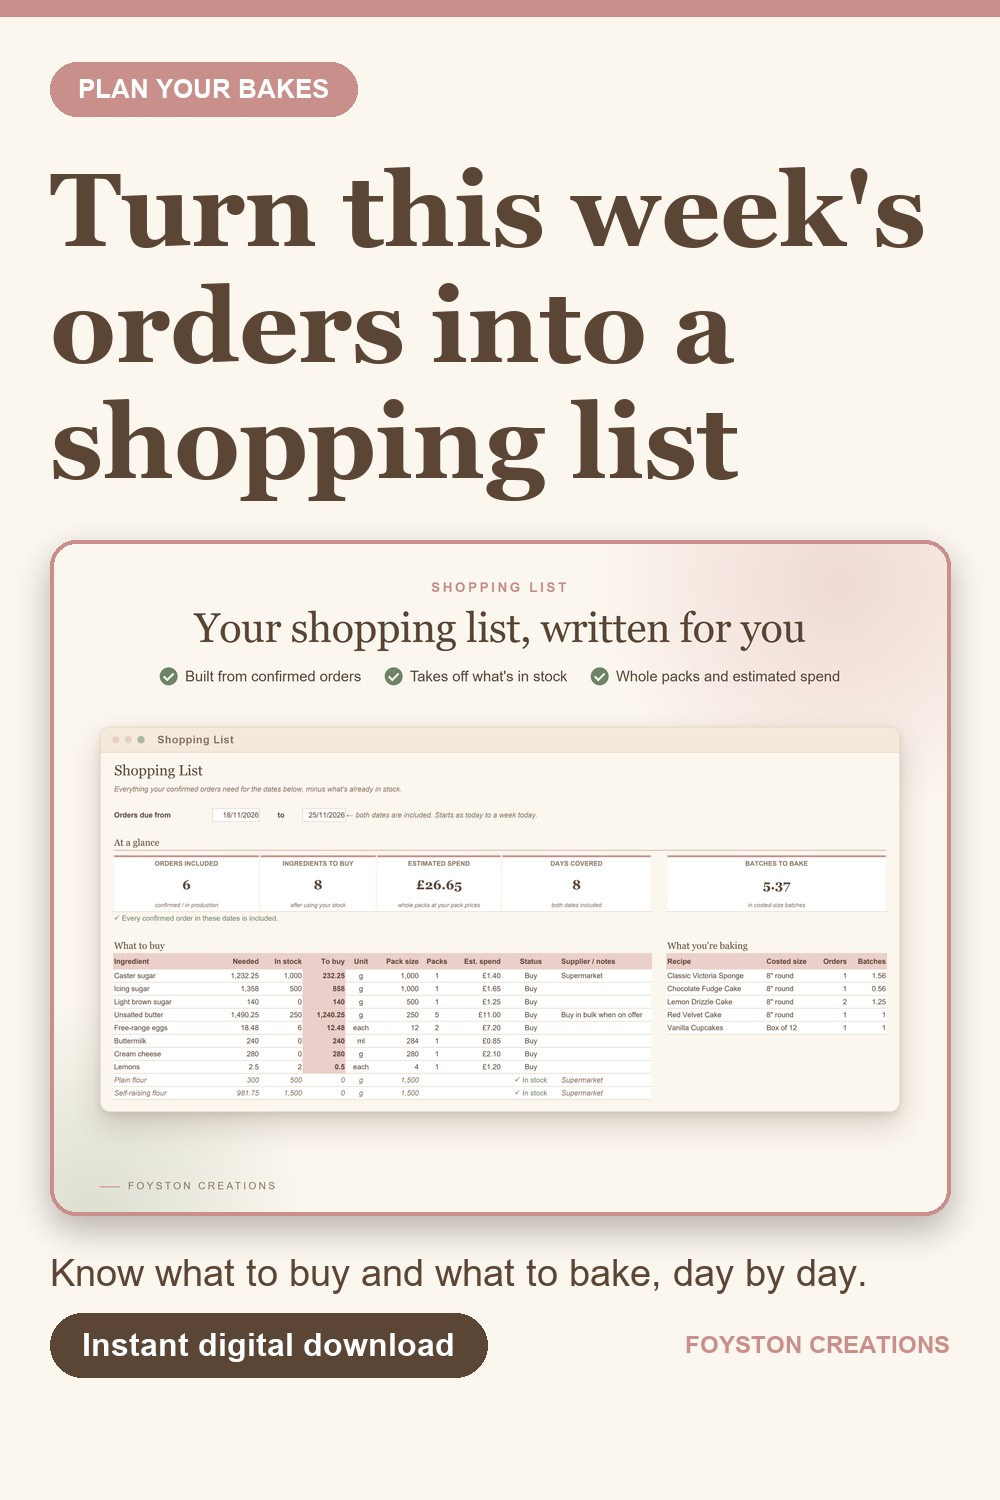 PLAN YOUR BAKES
Turn this week's
orders into a
shopping list
SHOPPING LIST
Your shopping list, written for you
Built from confirmed orders Takes off what's in stock Whole packs and estimated spend
Shopping List
Shopping List
Everything your confirmed orders need for the dates below, minus what's already in stock.
Orders due from 18/11/2026 to 25/11/2026 ← both dates are included. Starts as today to a week today.
At a glance
ORDERS INCLUDED INGREDIENTS TO BUY ESTIMATED SPEND DAYS COVERED BATCHES TO BAKE
6 8 £26.65 8 5.37
confirmed / in production after using your stock whole packs at your pack prices both dates included in costed-size batches
✓ Every confirmed order in these dates is included.
What to buy What you're baking
Ingredient Needed In stock To buy Unit Pack size Packs Est. spend Status Supplier / notes Recipe Costed size Orders Batches
Caster sugar 1,232.25 1,000 232.25 g 1,000 1 £1.40 Buy Supermarket Classic Victoria Sponge 8" round 1 1.56
Icing sugar 1,358 500 858 g 1,000 1 £1.65 Buy Chocolate Fudge Cake 8" round 1 0.56
Light brown sugar 140 0 140 g 500 1 £1.25 Buy Lemon Drizzle Cake 8" round 2 1.25
Unsalted butter 1,490.25 250 1,240.25 g 250 5 £11.00 Buy Buy in bulk when on offer Red Velvet Cake 8" round 1 1
Free-range eggs 18.48 6 12.48 each 12 2 £7.20 Buy Vanilla Cupcakes Box of 12 1 1
Buttermilk 240 0 240 ml 284 1 £0.85 Buy
Cream cheese 280 0 280 g 280 1 £2.10 Buy
Lemons 2.5 2 0.5 each 4 1 £1.20 Buy
Plain flour 300 500 0 g 1,500 ✓ In stock Supermarket
Self-raising flour 981.75 1,500 0 g 1,500 ✓ In stock Supermarket
FOYSTON CREATIONS
Know what to buy and what to bake, day by day.
Instant digital download
FOYSTON CREATIONS